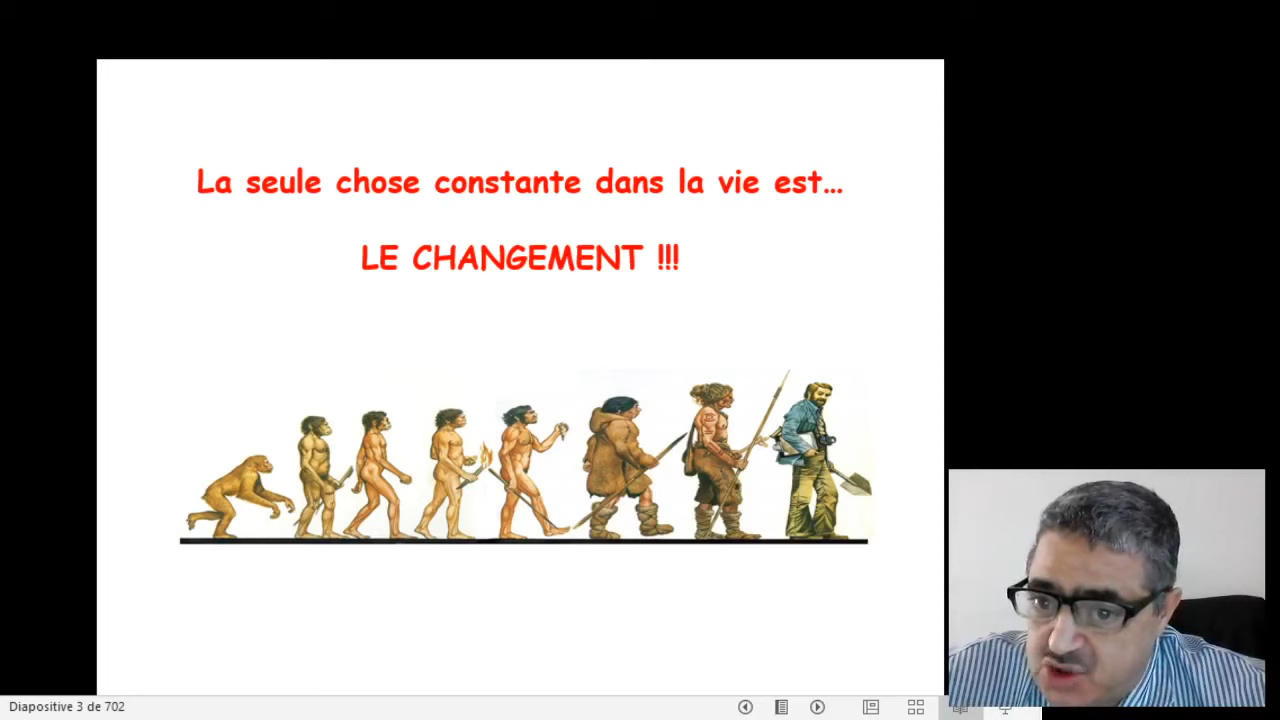 La seule chose constante dans la vie est...
LE CHANGEMENT !!!
Diapositive 3 de 702